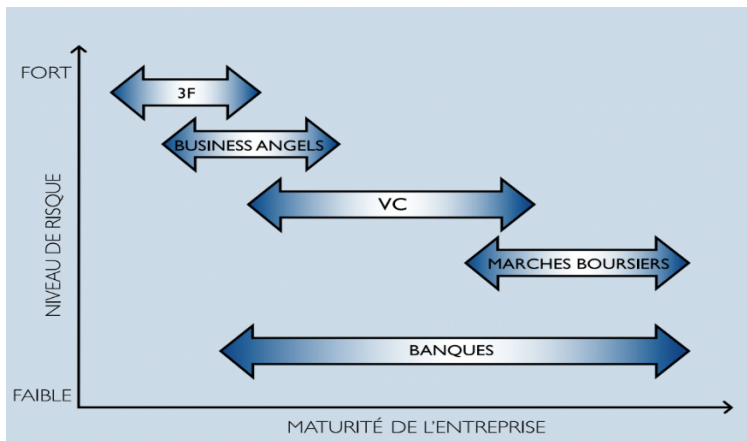 FORT
3F
BUSINESS ANGELS
VC
MARCHES BOURSIERS
BANQUES
FAIBLE
NIVEAU DE RISQUE
MATURITÉ DE L'ENTREPRISE